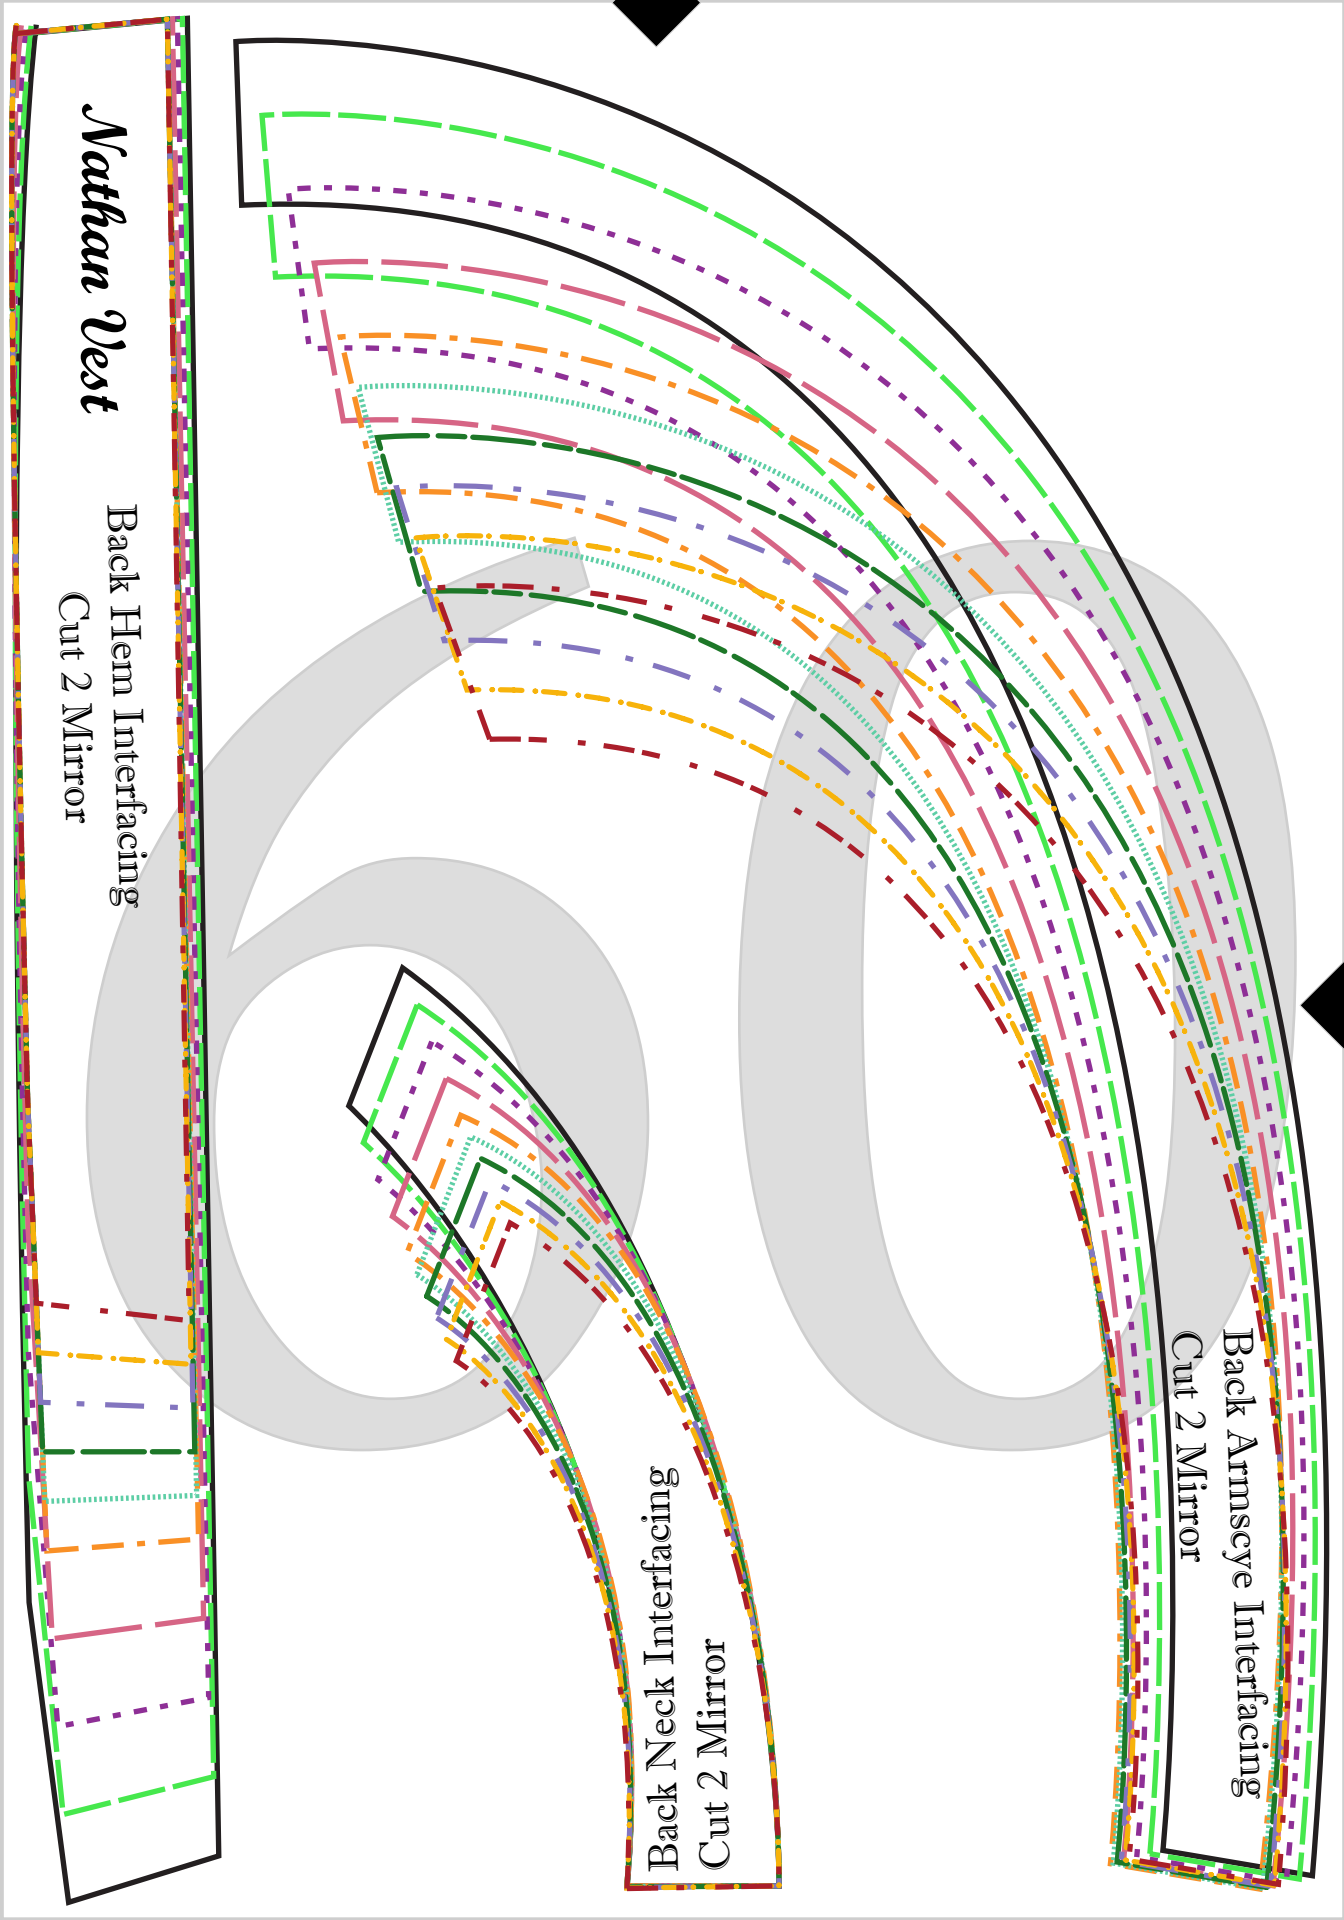 Nathan Vest
Back Hem Interfacing
Cut 2 Mirror
60
Back Neck Interfacing
Cut 2 Mirror
Back Armscye Interfacing
Cut 2 Mirror